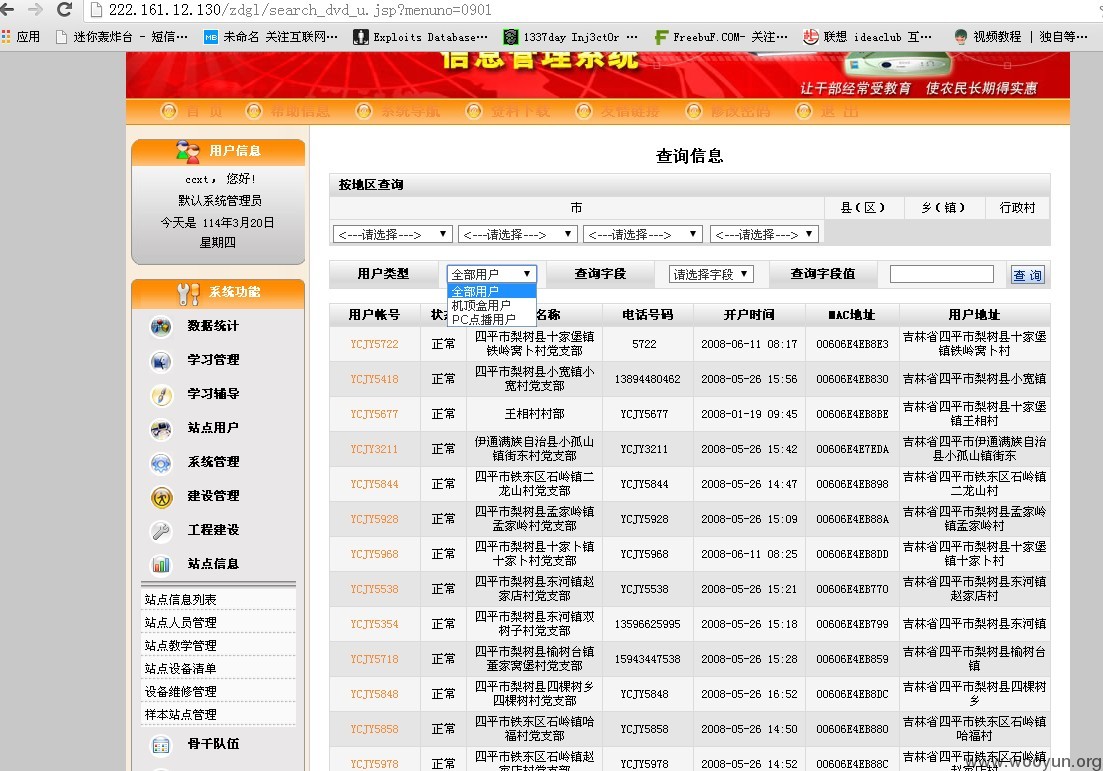 222.161.12.130/zdgl/search_dvd_u.jsp?menuno=0901
应用 迷你轰炸台 - 短信… 未命名 关注互联网… Exploits Database… 1337day Inj3ct0r … FreebuF.COM- 关注… 联想 ideaclub 互… 视频教程 | 独自等…
信息管理系统
让干部经常受教育 使农民长期得实惠
首 页 帮助信息 系统导航 资料下载 友情链接 修改密码 退 出
用户信息
ccxt， 您好!
默认系统管理员
今天是 114年3月20日
星期四
系统功能
数据统计
学习管理
学习辅导
站点用户
系统管理
建设管理
工程建设
站点信息
站点信息列表
站点人员管理
站点教学管理
站点设备清单
设备维修管理
样本站点管理
骨干队伍
查询信息
按地区查询
市 县（区） 乡（镇） 行政村
<---请选择---> <---请选择---> <---请选择---> <---请选择--->
用户类型 全部用户 查询字段 请选择字段 查询字段值 查 询
全部用户
机顶盒用户
PC点播用户
用户帐号 状 名称 电话号码 开户时间 MAC地址 用户地址
YCJY5722 正常 四平市梨树县十家堡镇铁岭窝卜村党支部 5722 2008-06-11 08:17 00606E4EB8E3 吉林省四平市梨树县十家堡镇铁岭窝卜村
YCJY5418 正常 四平市梨树县小宽镇小宽村党支部 13894480462 2008-05-26 15:56 00606E4EB830 吉林省四平市梨树县小宽镇
YCJY5677 正常 王相村村部 YCJY5677 2008-01-19 09:45 00606E4EB8BE 吉林省四平市梨树县十家堡镇王相村
YCJY3211 正常 伊通满族自治县小孤山镇街东村党支部 YCJY3211 2008-05-26 15:42 00606E4E7EDA 吉林省四平市伊通满族自治县小孤山镇街东
YCJY5844 正常 四平市铁东区石岭镇二龙山村党支部 YCJY5844 2008-05-26 14:47 00606E4EB898 吉林省四平市铁东区石岭镇二龙山村
YCJY5928 正常 四平市梨树县孟家岭镇孟家岭村党支部 YCJY5928 2008-05-26 15:09 00606E4EB88A 吉林省四平市梨树县孟家岭镇孟家岭村
YCJY5968 正常 四平市梨树县十家卜镇十家卜村党支部 YCJY5968 2008-06-11 08:25 00606E4EB8DD 吉林省四平市梨树县十家堡镇十家卜村
YCJY5538 正常 四平市梨树县东河镇赵家店村党支部 YCJY5538 2008-05-26 15:21 00606E4EB770 吉林省四平市梨树县东河镇赵家店村
YCJY5354 正常 四平市梨树县东河镇双树子村党支部 13596625995 2008-05-26 15:18 00606E4EB799 吉林省四平市梨树县东河镇
YCJY5718 正常 四平市梨树县榆树台镇董家窝堡村党支部 15943447538 2008-05-26 15:28 00606E4EB859 吉林省四平市梨树县榆树台镇
YCJY5848 正常 四平市梨树县四棵树乡四棵树村党支部 YCJY5848 2008-05-26 16:52 00606E4EB8DC 吉林省四平市梨树县四棵树乡
YCJY5858 正常 四平市铁东区石岭镇哈福村党支部 YCJY5858 2008-05-26 14:50 00606E4EB880 吉林省四平市铁东区石岭镇哈福村
YCJY5978 正常 四平市铁东区石岭镇赵家店村党支部 YCJY5978 2008-05-26 14:52 00606E4EB88C 吉林省四平市铁东区石岭镇
www.wooyun.org